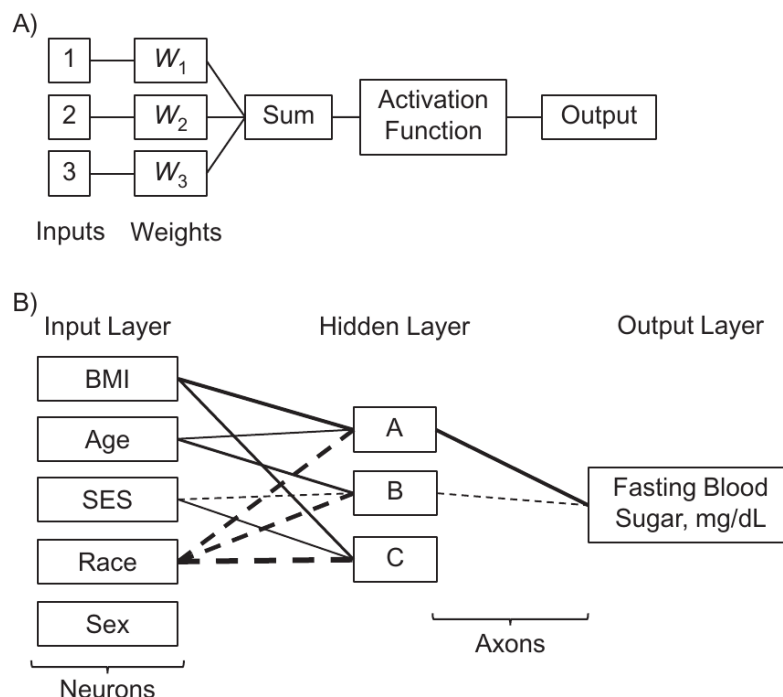 A)
1
W1
2
W2
Sum
Activation
Function
Output
3
W3
Inputs
Weights
B)
Input Layer
Hidden Layer
Output Layer
BMI
Age
SES
Race
Sex
A
B
C
Fasting Blood
Sugar, mg/dL
Axons
Neurons